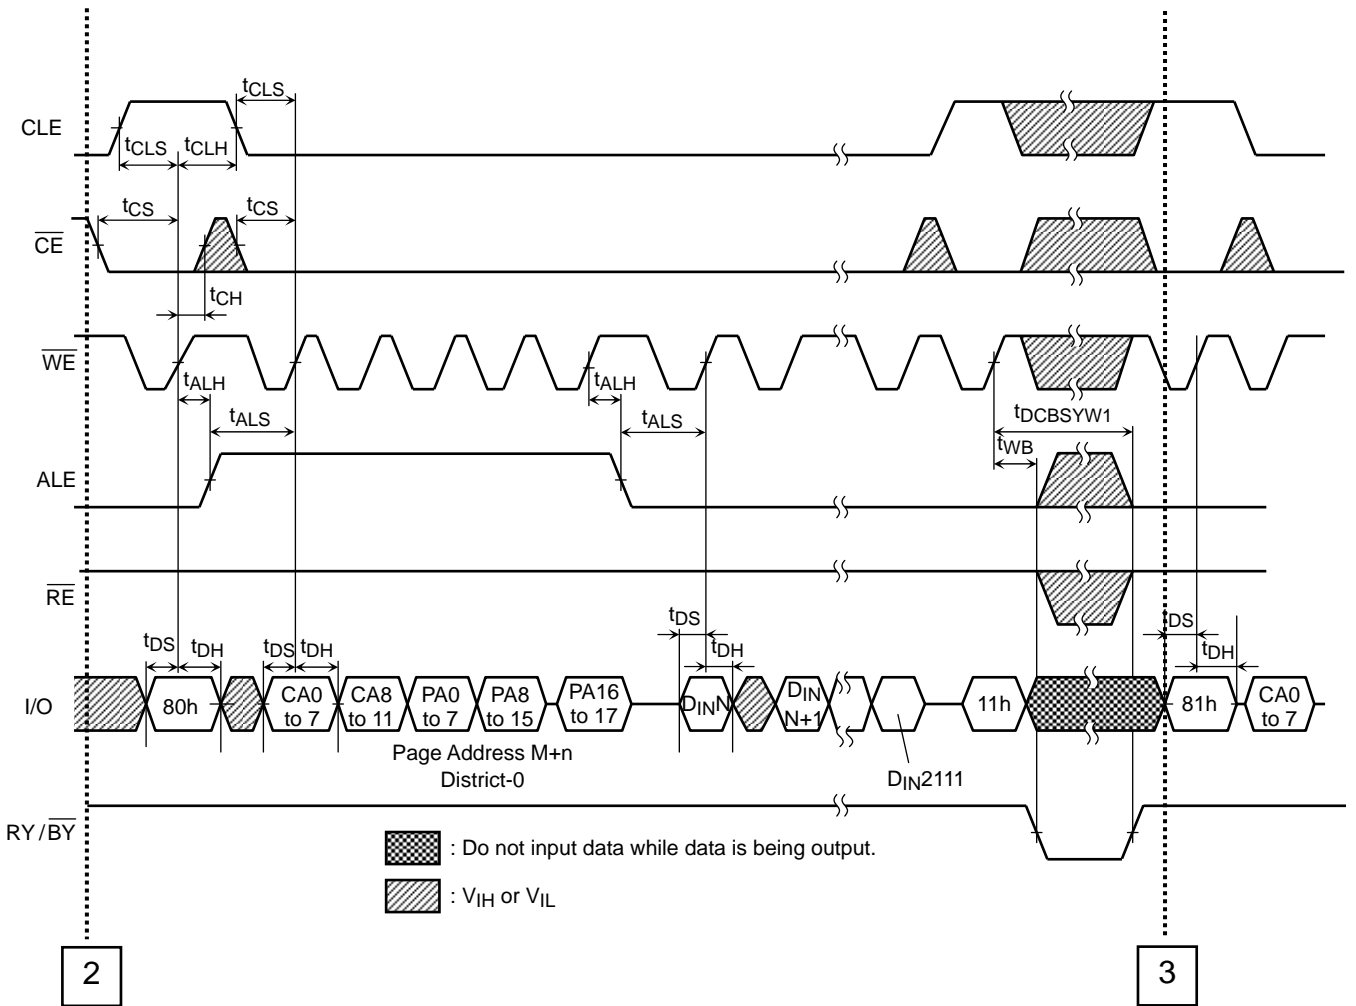 tCLS
CLE
tCLS
tCLH
tCS
tCS
CE
tCH
WE
tALH
tALH
tALS
tALS
tDCBSYW1
tWB
ALE
RE
tDS
tDH
tDS
tDH
tDS
tDH
tDS
tDH
I/O
80h
CA0 to 7
CA8 to 11
PA0 to 7
PA8 to 15
PA16 to 17
DINN
DIN N+1
11h
81h
CA0 to 7
Page Address M+n
District-0
DIN2111
RY/BY
: Do not input data while data is being output.
: VIH or VIL
2
3